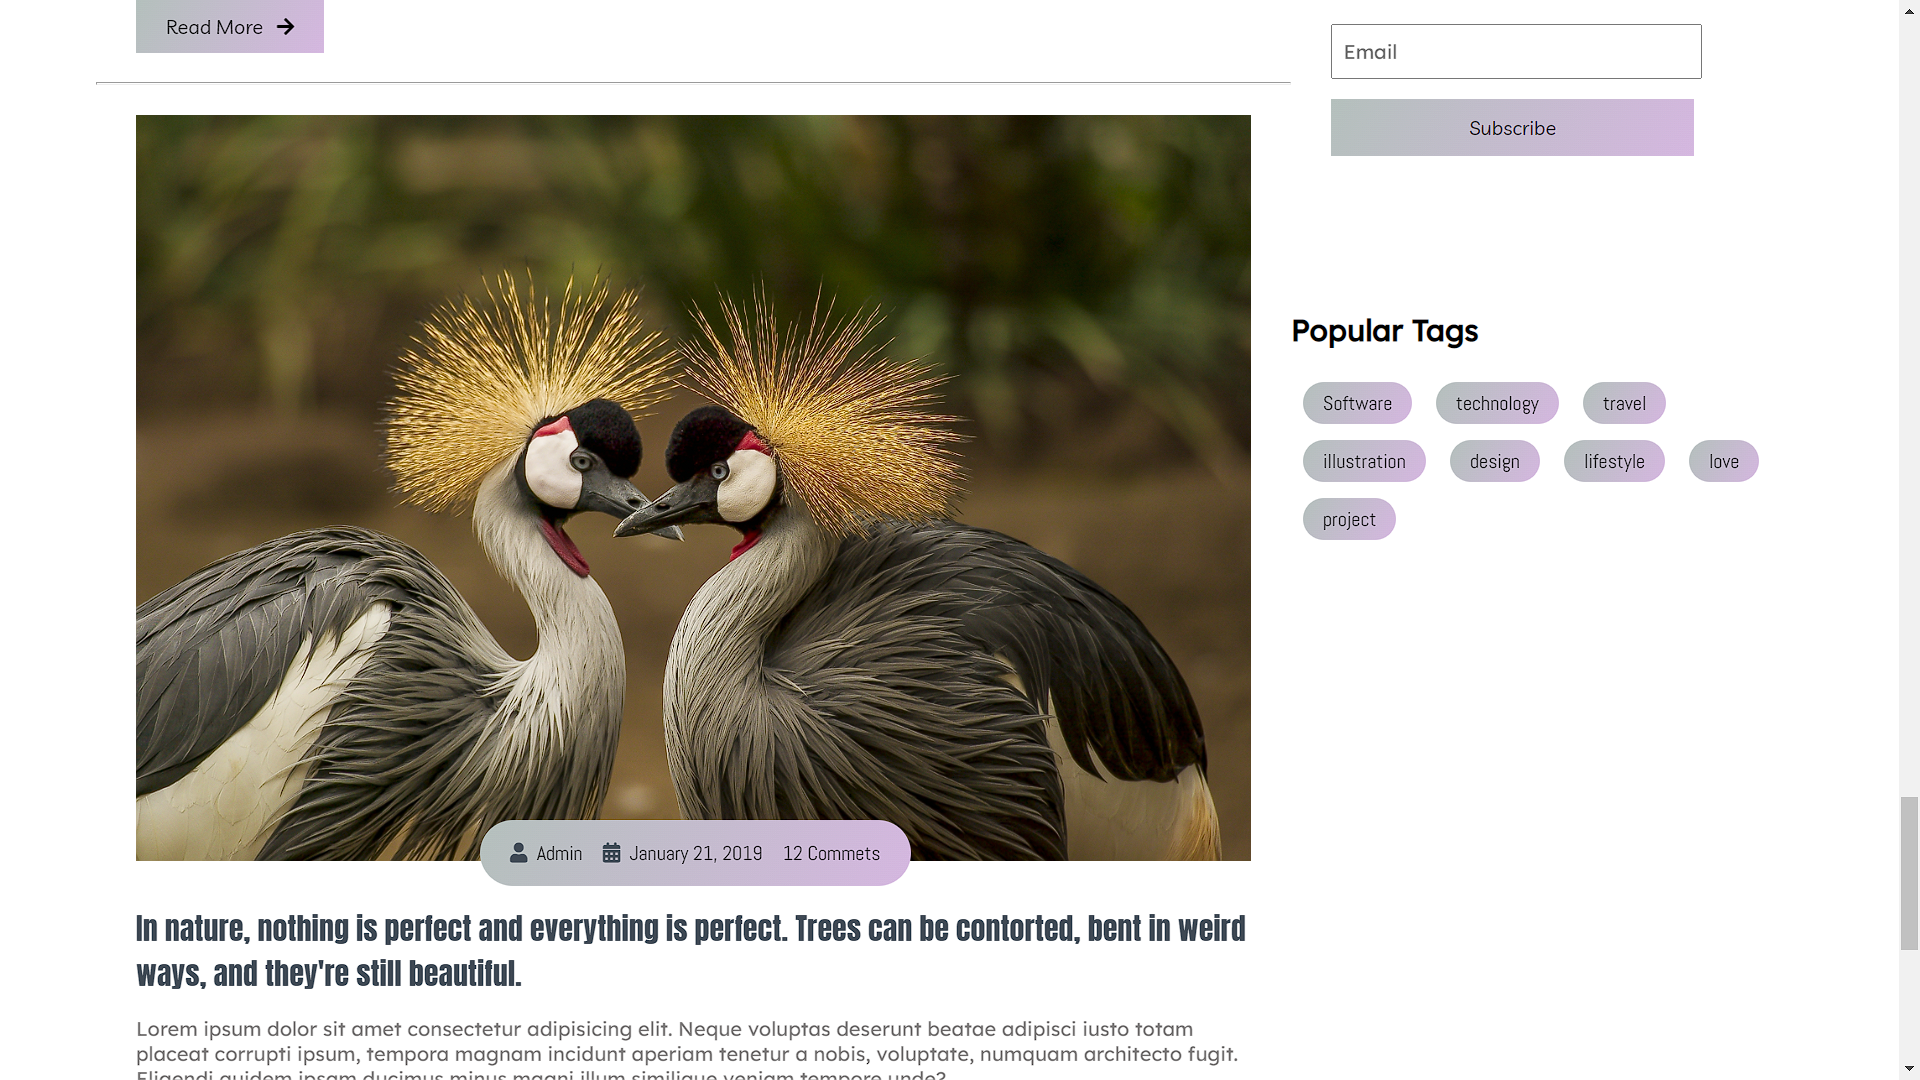 Read More
Email
Subscribe
Popular Tags
Software technology travel
illustration design lifestyle love
project
Admin January 21, 2019 12 Commets
In nature, nothing is perfect and everything is perfect. Trees can be contorted, bent in weird
ways, and they're still beautiful.
Lorem ipsum dolor sit amet consectetur adipisicing elit. Neque voluptas deserunt beatae adipisci iusto totam
placeat corrupti ipsum, tempora magnam incidunt aperiam tenetur a nobis, voluptate, numquam architecto fugit.
Eligendi quidem ipsam ducimus minus magni illum similique veniam tempore unde?